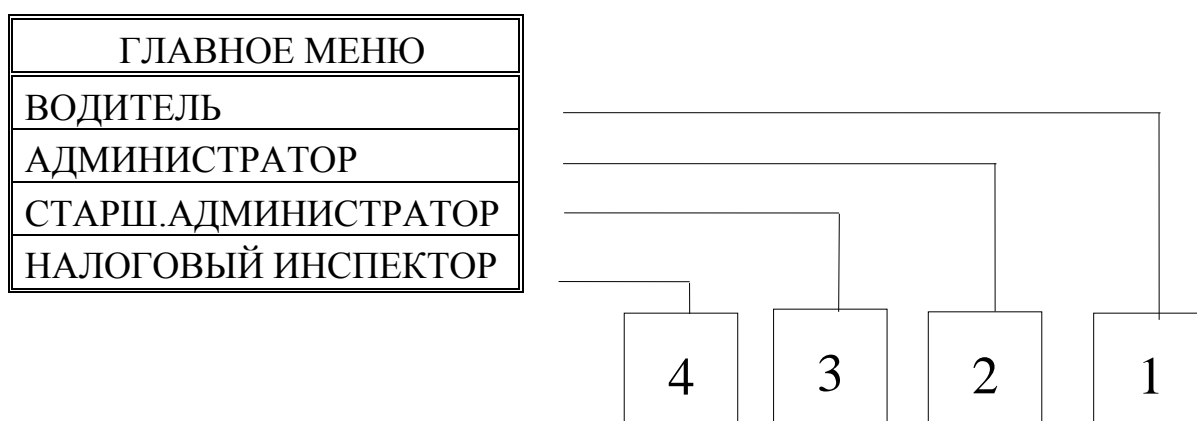 ГЛАВНОЕ МЕНЮ
ВОДИТЕЛЬ
АДМИНИСТРАТОР
СТАРШ.АДМИНИСТРАТОР
НАЛОГОВЫЙ ИНСПЕКТОР
4 3 2 1